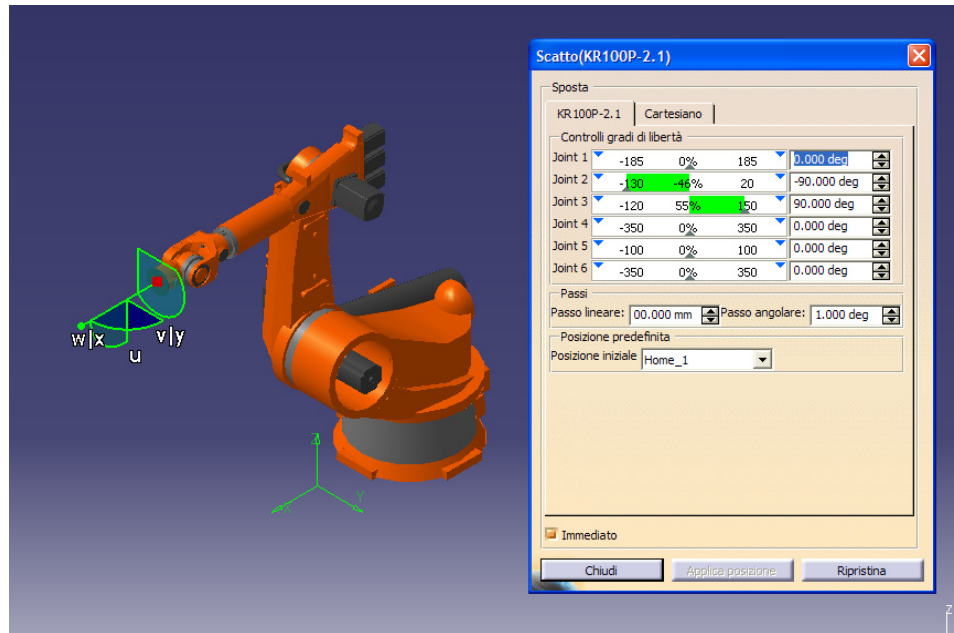 Scatto(KR100P-2.1)
Sposta
KR100P-2.1 Cartesiano
Controlli gradi di libertà
Joint 1 -185 0% 185 0.000 deg
Joint 2 -130 -46% 20 -90.000 deg
Joint 3 -120 55% 150 90.000 deg
Joint 4 -350 0% 350 0.000 deg
Joint 5 -100 0% 100 0.000 deg
Joint 6 -350 0% 350 0.000 deg
Passi
Passo lineare: 00.000 mm Passo angolare: 1.000 deg
Posizione predefinita
Posizione iniziale Home_1
w|x v|y
u
Z
X Y
Immediato
Chiudi Applica posizione Ripristina
z